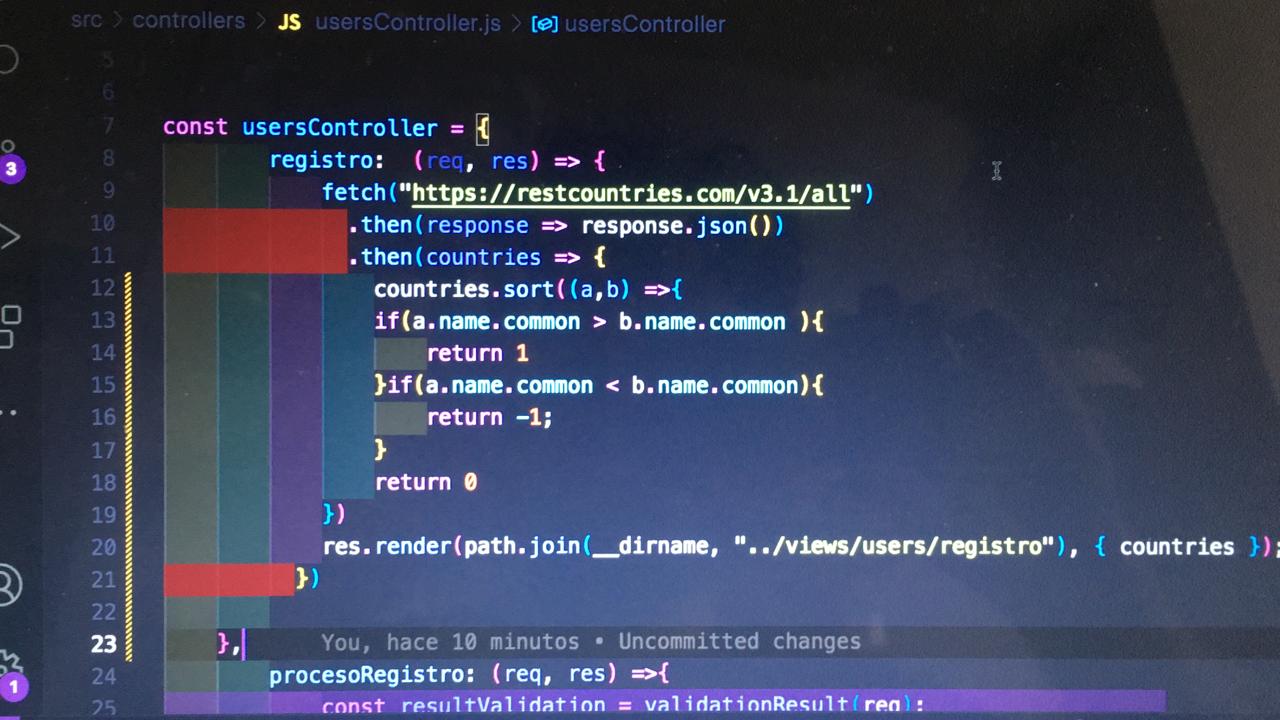 src > controllers > JS usersController.js > usersController
5
6
7 const usersController = {
8 registro: (req, res) => {
9 fetch("https://restcountries.com/v3.1/all")
10 .then(response => response.json())
11 .then(countries => {
12 countries.sort((a,b) =>{
13 if(a.name.common > b.name.common ){
14 return 1
15 }if(a.name.common < b.name.common){
16 return -1;
17 }
18 return 0
19 })
20 res.render(path.join(__dirname, "../views/users/registro"), { countries });
21 })
22
23 }, You, hace 10 minutos • Uncommitted changes
24 procesoRegistro: (req, res) =>{
25 const resultValidation = validationResult(req);
3
1